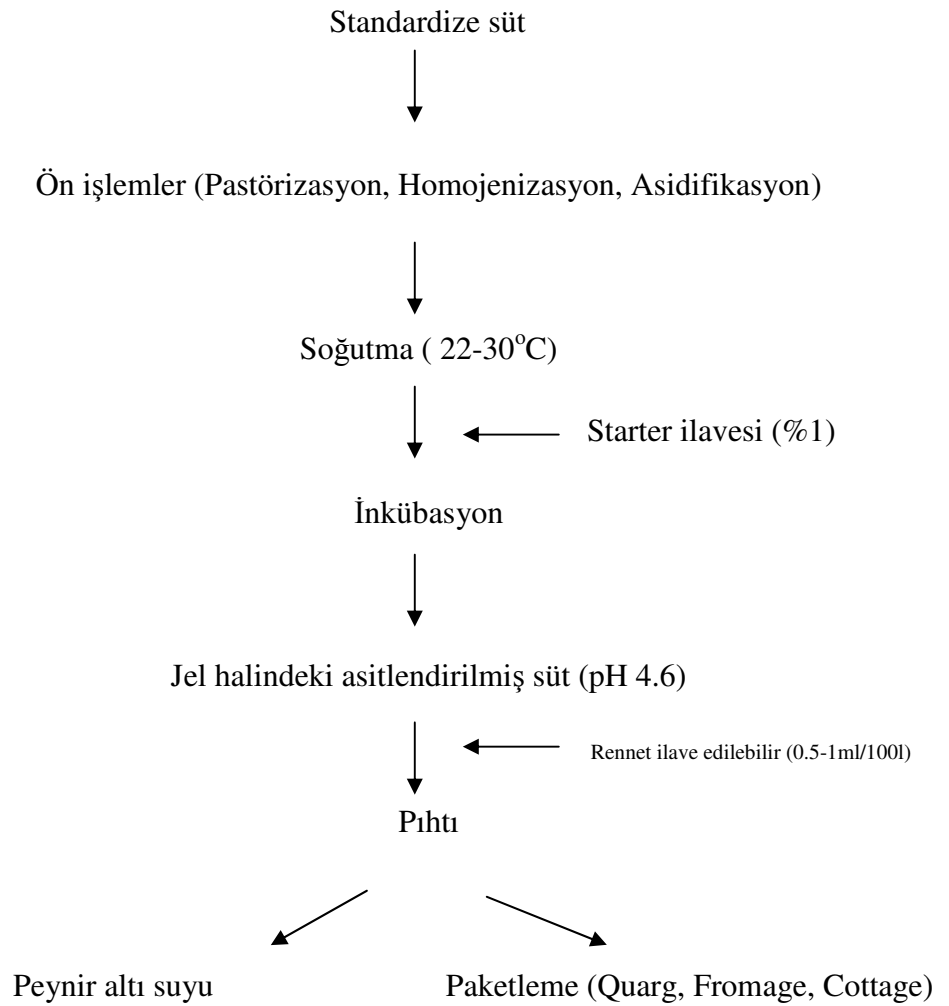 Standardize süt
Ön işlemler (Pastörizasyon, Homojenizasyon, Asidifikasyon)
Soğutma ( 22-30°C)
Starter ilavesi (%1)
İnkübasyon
Jel halindeki asitlendirilmiş süt (pH 4.6)
Rennet ilave edilebilir (0.5-1ml/100l)
Pıhtı
Peynir altı suyu
Paketleme (Quarg, Fromage, Cottage)